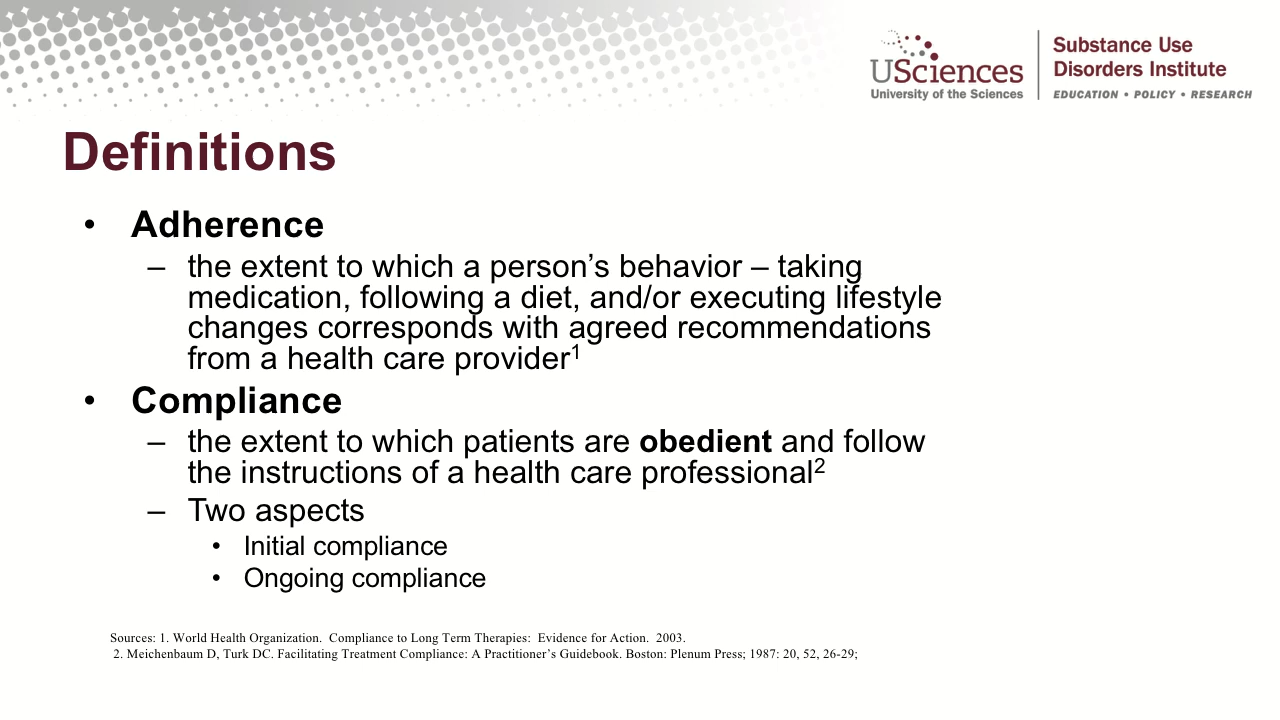 USciences
University of the Sciences
Substance Use
Disorders Institute
EDUCATION • POLICY • RESEARCH
Definitions
• Adherence
– the extent to which a person’s behavior – taking
medication, following a diet, and/or executing lifestyle
changes corresponds with agreed recommendations
from a health care provider1
• Compliance
– the extent to which patients are obedient and follow
the instructions of a health care professional2
– Two aspects
• Initial compliance
• Ongoing compliance
Sources: 1. World Health Organization. Compliance to Long Term Therapies: Evidence for Action. 2003.
2. Meichenbaum D, Turk DC. Facilitating Treatment Compliance: A Practitioner’s Guidebook. Boston: Plenum Press; 1987: 20, 52, 26-29;